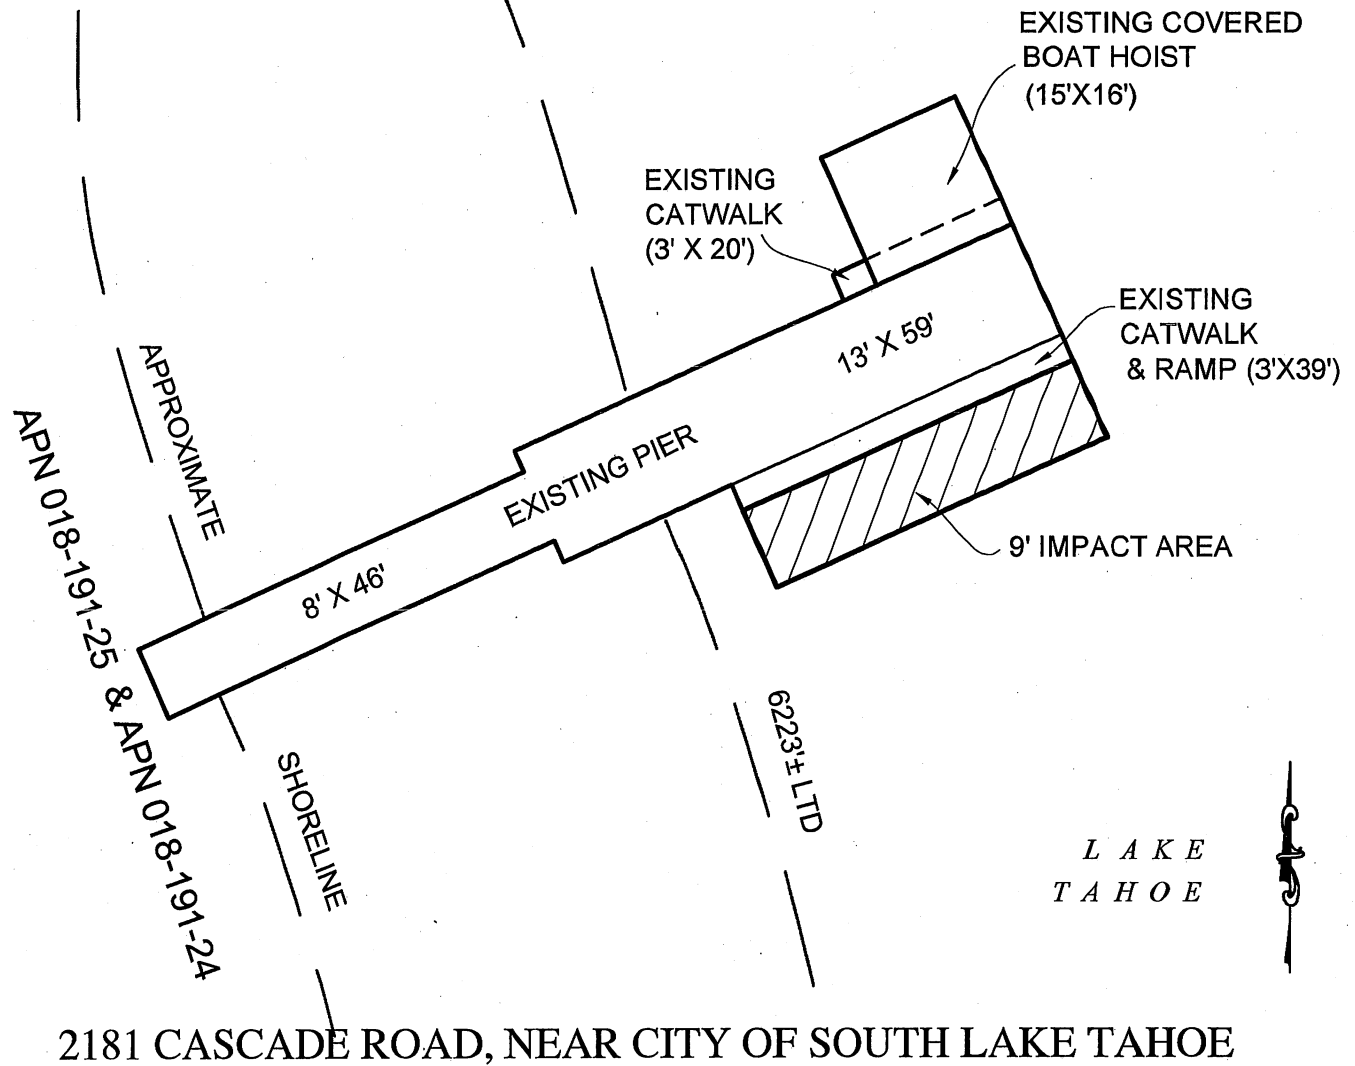 EXISTING COVERED
BOAT HOIST
(15'X16')
EXISTING
CATWALK
(3' X 20')
EXISTING
CATWALK
& RAMP (3'X39')
13' X 59'
EXISTING PIER
8' X 46'
9' IMPACT AREA
APPROXIMATE
SHORELINE
APN 018-191-25 & APN 018-191-24
6223'± LTD
LAKE
TAHOE
2181 CASCADE ROAD, NEAR CITY OF SOUTH LAKE TAHOE